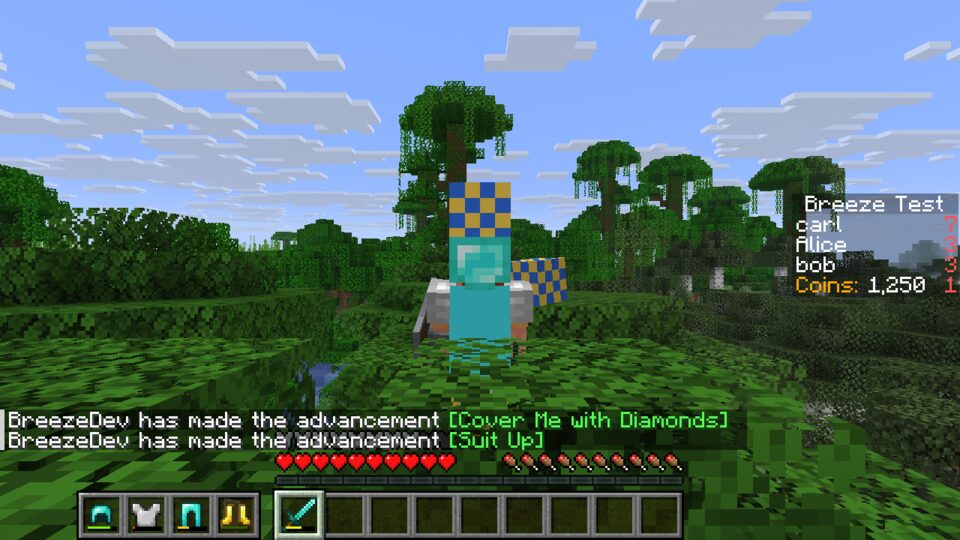 Breeze Test
carl 7
Alice 3
bob 3
Coins: 1,250 1
BreezeDev has made the advancement [Cover Me with Diamonds]
BreezeDev has made the advancement [Suit Up]